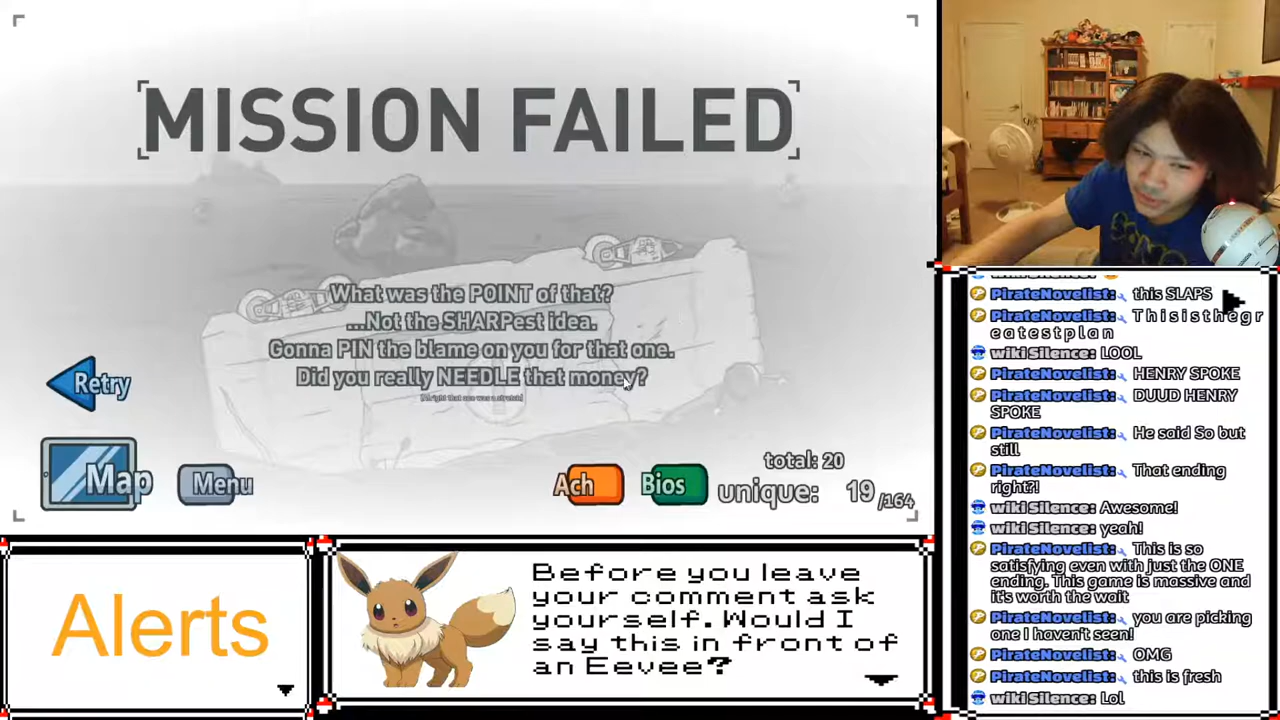 MISSION FAILED
What was the POINT of that?
...Not the SHARPest idea.
Gonna PIN the blame on you for that one.
Did you really NEEDLE that money?
(Alright that one was a stretch)
Retry
Map
Menu
Ach
Bios
total: 20
unique: 19/164
Alerts
Before you leave
your comment ask
yourself. Would I
say this in front of
an Eevee?
PirateNovelist: this SLAPS
PirateNovelist: T h i s i s t h e g r
e a t e s t p l a n
wiki Silence: LOOL
PirateNovelist: HENRY SPOKE
PirateNovelist: DUUD HENRY
SPOKE
PirateNovelist: He said So but
still
PirateNovelist: That ending
right?!
wiki Silence: Awesome!
wiki Silence: yeah!
PirateNovelist: This is so
satisfying even with just the ONE
ending. This game is massive and
it's worth the wait
PirateNovelist: you are picking
one I haven't seen!
PirateNovelist: OMG
PirateNovelist: this is fresh
wiki Silence: Lol